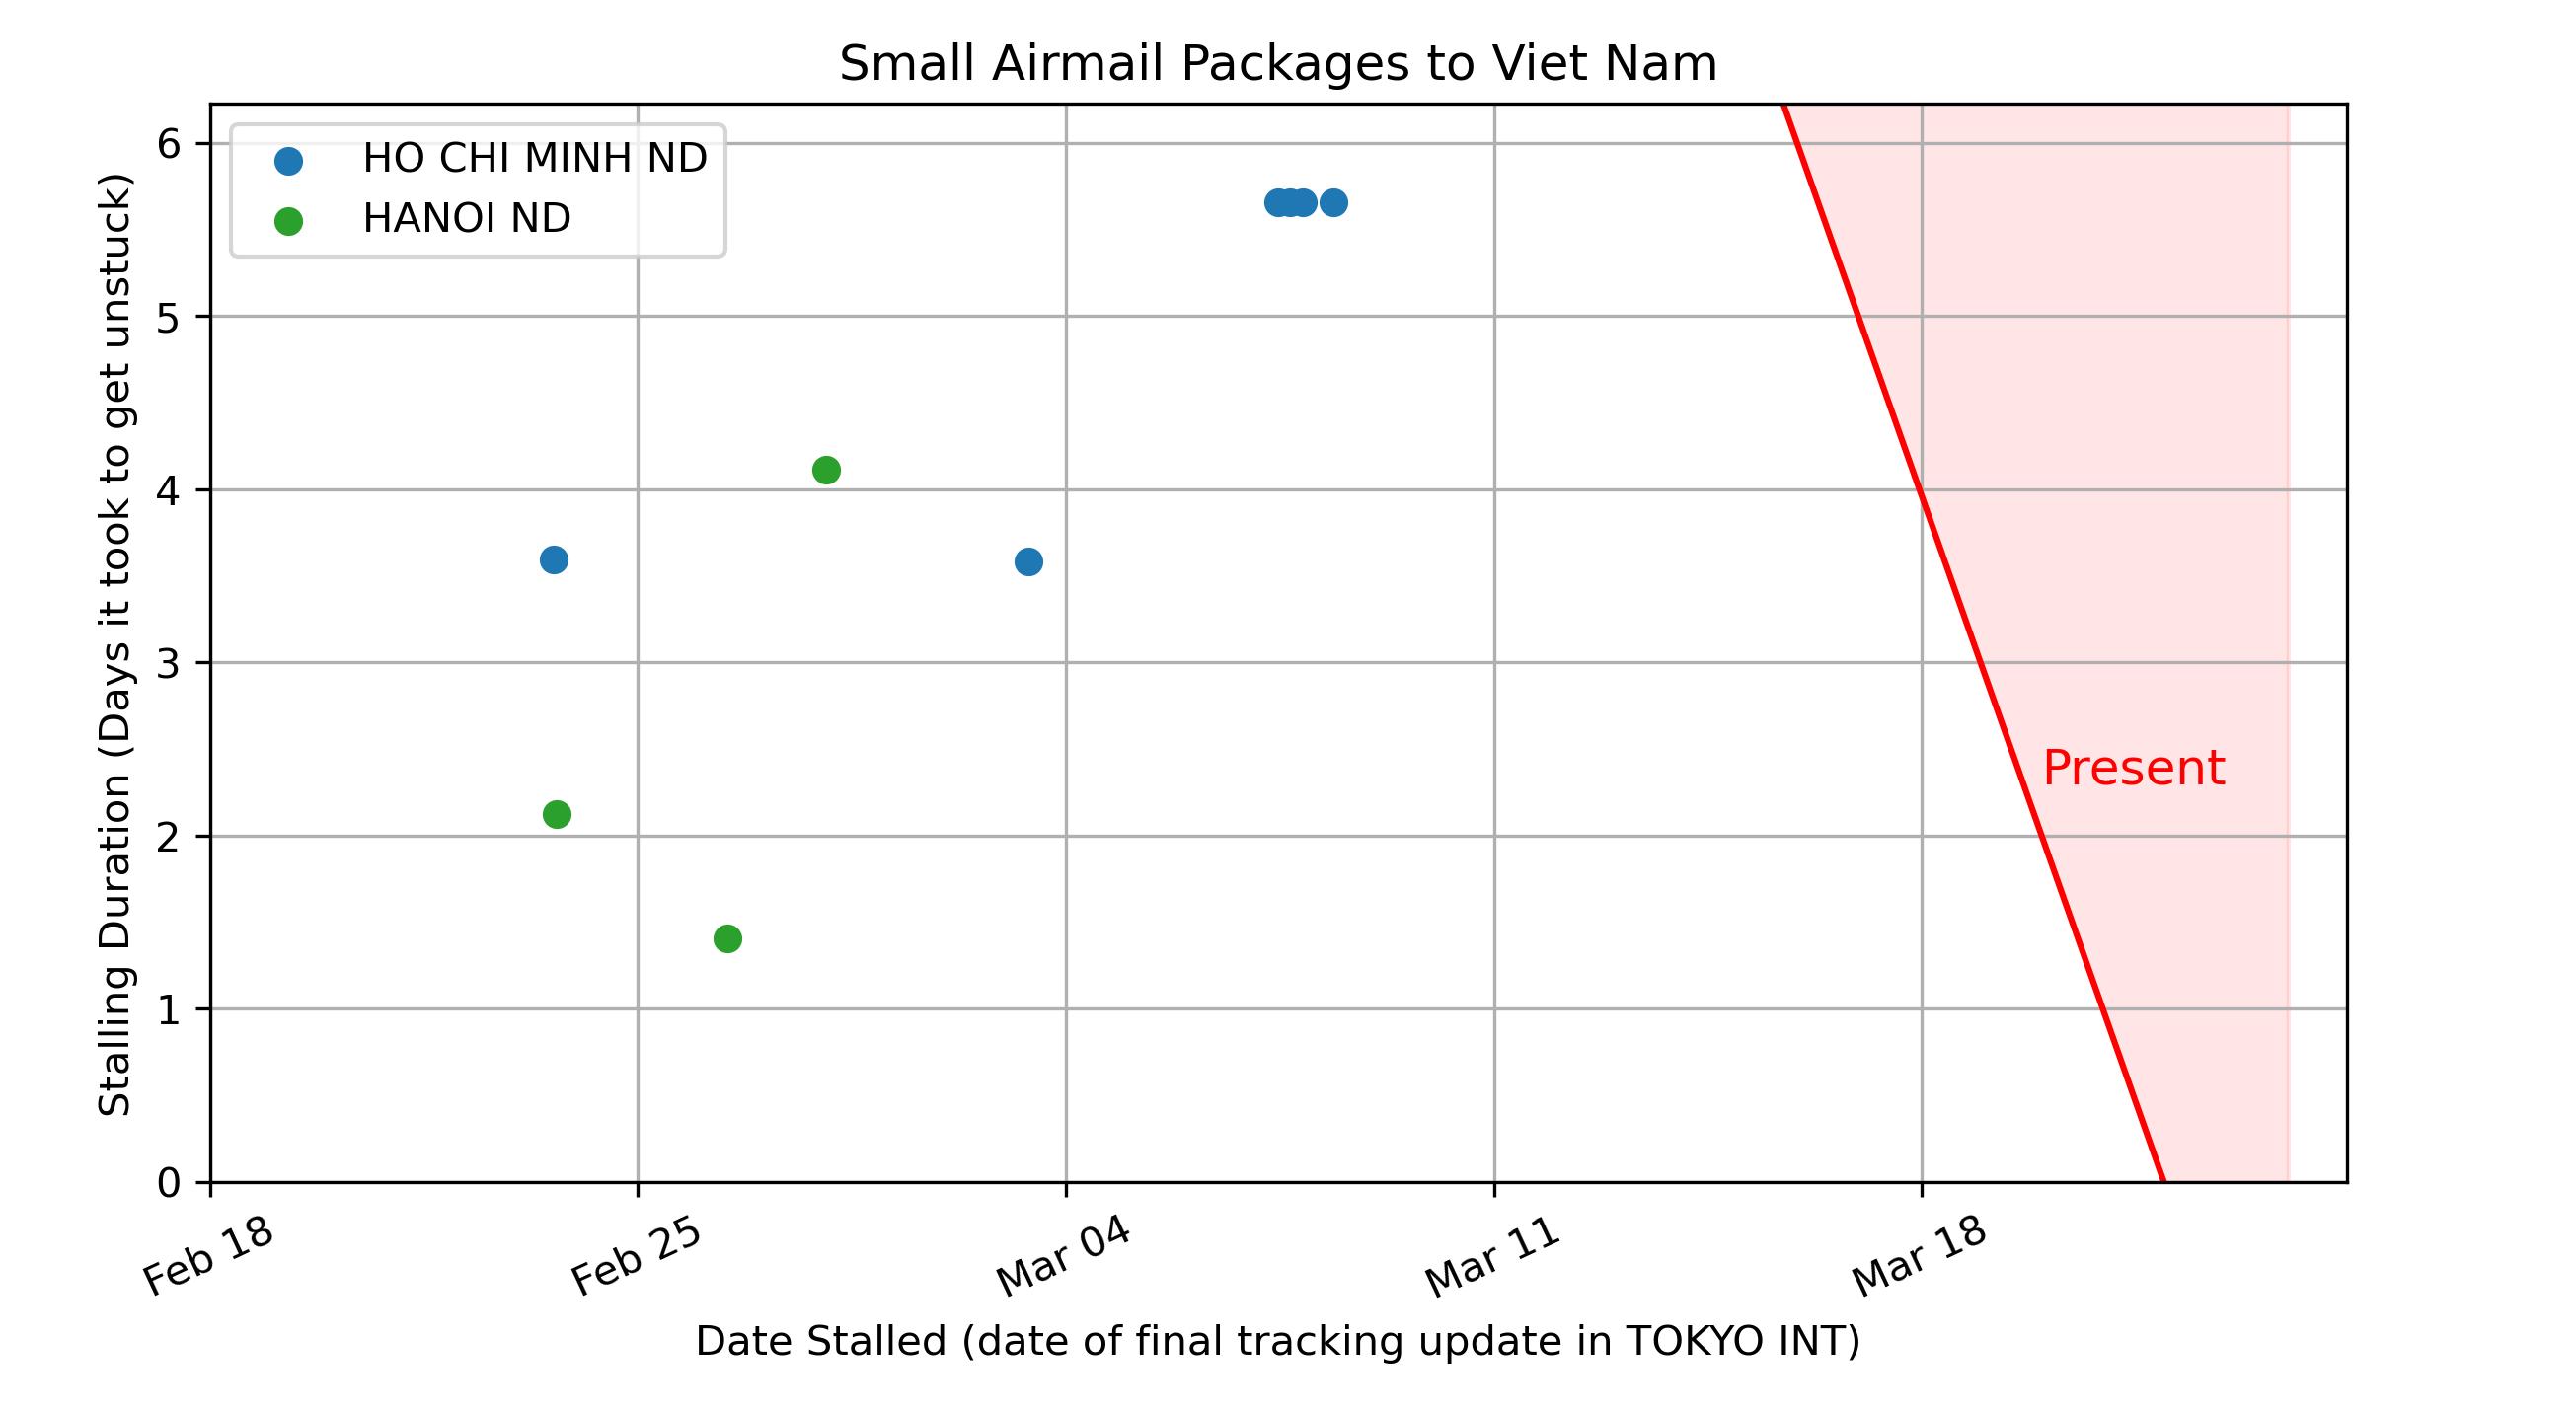 Small Airmail Packages to Viet Nam
HO CHI MINH ND
HANOI ND
Stalling Duration (Days it took to get unstuck)
6
5
4
3
2
1
0
Present
Feb 18
Feb 25
Mar 04
Mar 11
Mar 18
Date Stalled (date of final tracking update in TOKYO INT)